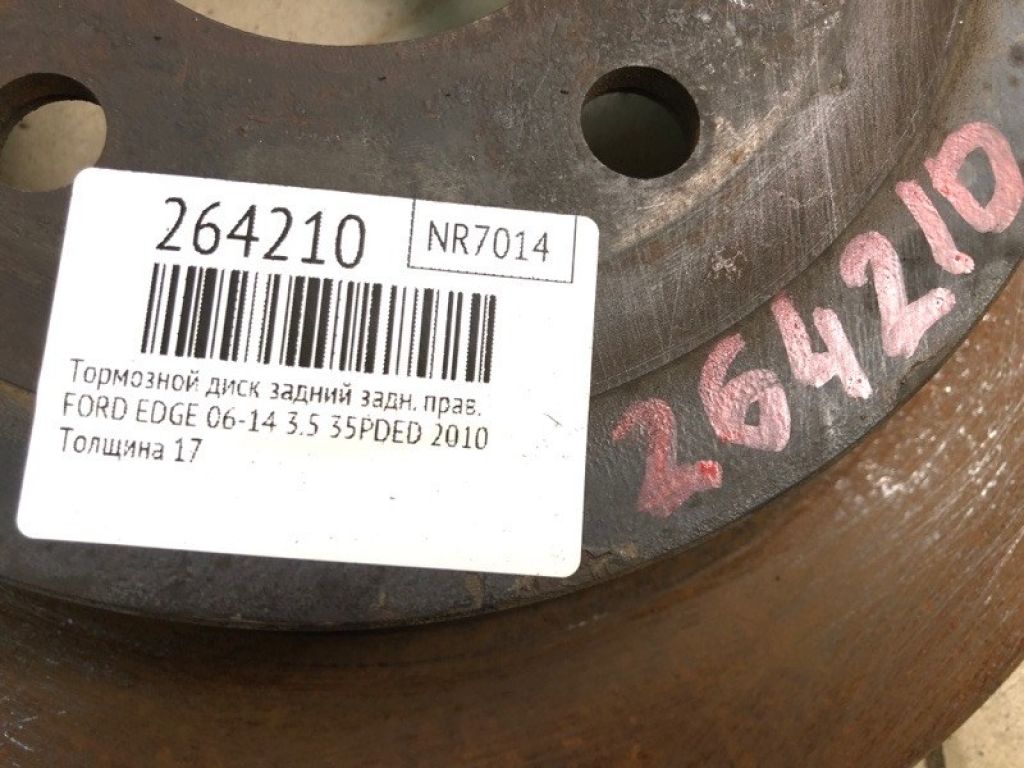 264210
NR7014
Тормозной диск задний задн. прав.
FORD EDGE 06-14 3.5 35PDED 2010
Толщина 17
264210